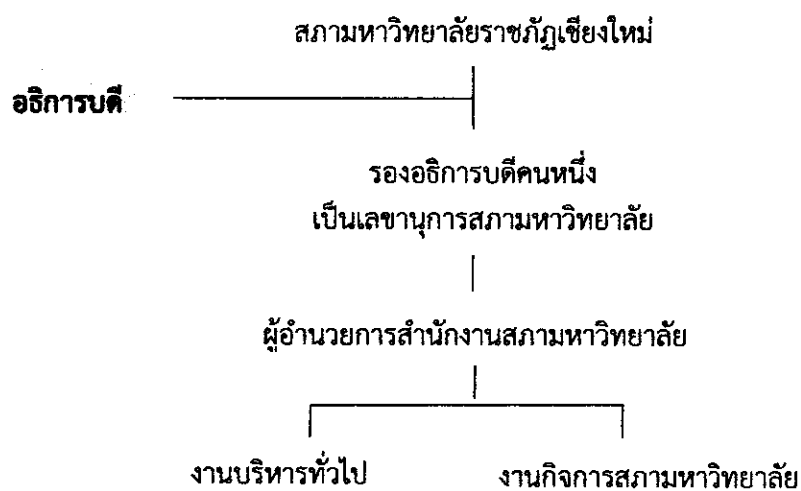 สภามหาวิทยาลัยราชภัฏเชียงใหม่
อธิการบดี
รองอธิการบดีคนหนึ่ง
เป็นเลขานุการสภามหาวิทยาลัย
ผู้อำนวยการสำนักงานสภามหาวิทยาลัย
งานบริหารทั่วไป
งานกิจการสภามหาวิทยาลัย